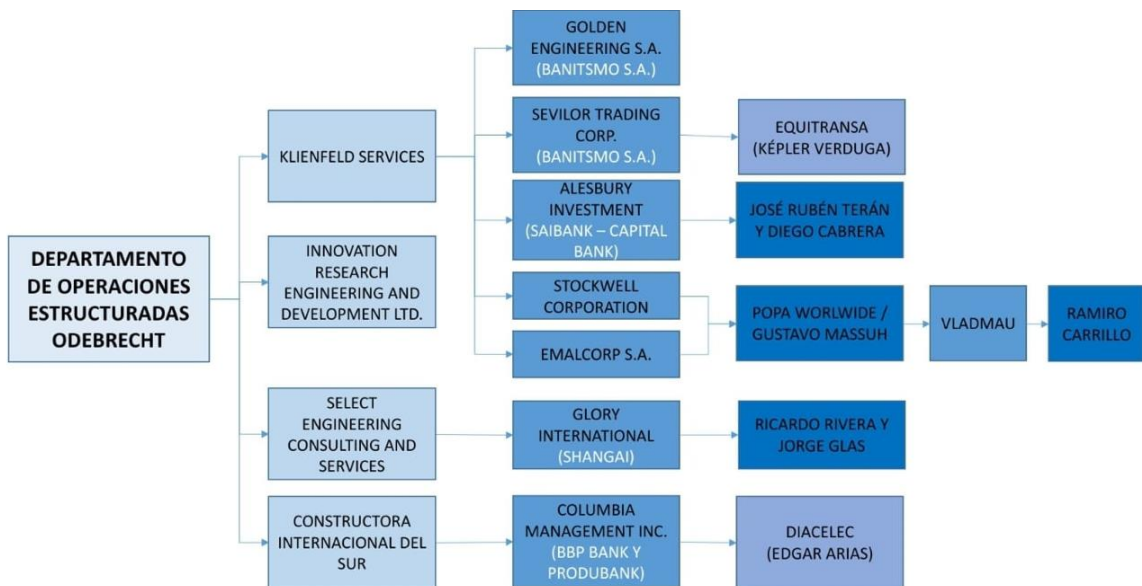 DEPARTAMENTO
DE OPERACIONES
ESTRUCTURADAS
ODEBRECHT
KLIENFELD SERVICES
INNOVATION
RESEARCH
ENGINEERING AND
DEVELOPMENT LTD.
SELECT
ENGINEERING
CONSULTING AND
SERVICES
CONSTRUCTORA
INTERNACIONAL DEL
SUR
GOLDEN
ENGINEERING S.A.
(BANITSMO S.A.)
SEVILOR TRADING
CORP.
(BANITSMO S.A.)
ALESBURY
INVESTMENT
(SAIBANK – CAPITAL
BANK)
STOCKWELL
CORPORATION
EMALCORP S.A.
GLORY
INTERNATIONAL
(SHANGAI)
COLUMBIA
MANAGEMENT INC.
(BBP BANK Y
PRODUBANK)
EQUITRANSA
(KÉPLER VERDUGA)
JOSÉ RUBÉN TERÁN
Y DIEGO CABRERA
POPA WORLWIDE /
GUSTAVO MASSUH
RICARDO RIVERA Y
JORGE GLAS
DIACELEC
(EDGAR ARIAS)
VLADMAU
RAMIRO
CARRILLO